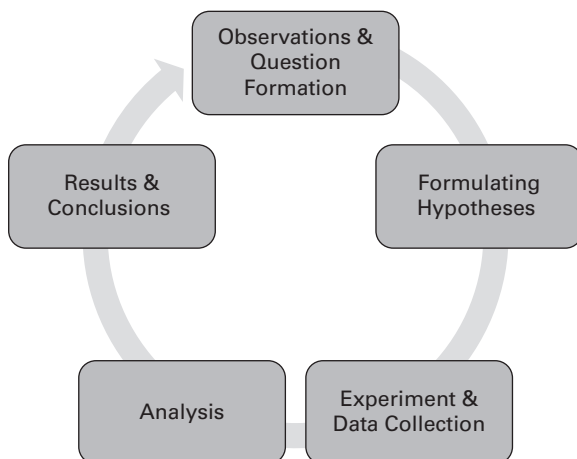 Observations &
Question
Formation
Formulating
Hypotheses
Experiment &
Data Collection
Analysis
Results &
Conclusions